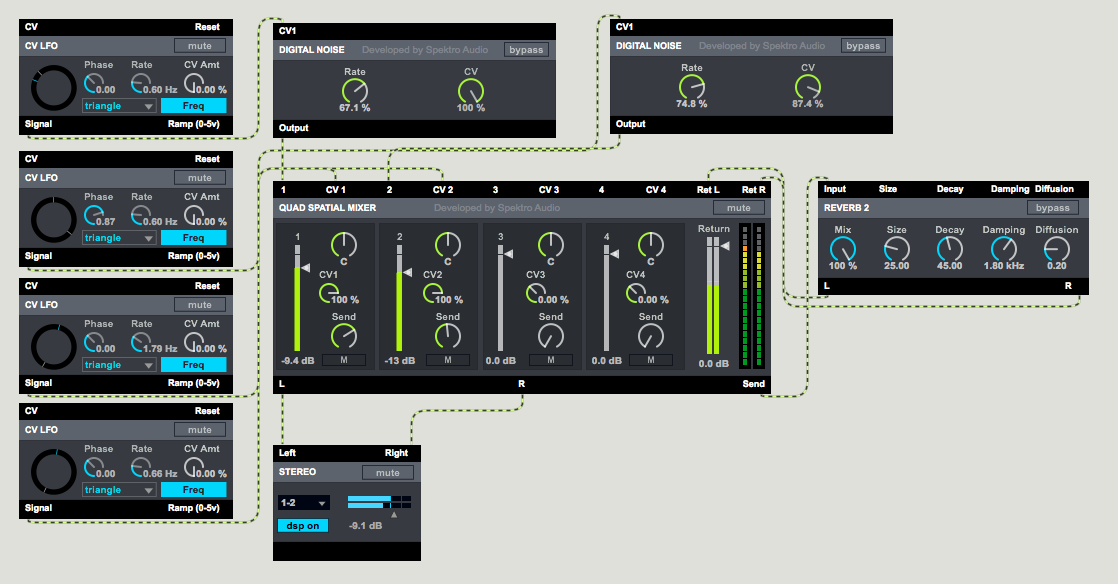 CV Reset
CV LFO mute
Phase Rate CV Amt
0.00 0.60 Hz 0.00 %
triangle Freq
Signal Ramp (0-5v)
CV1
DIGITAL NOISE Developed by Spektro Audio bypass
Rate CV
67.1 % 100 %
Output
CV1
DIGITAL NOISE Developed by Spektro Audio bypass
Rate CV
74.8 % 87.4 %
Output
CV Reset
CV LFO mute
Phase Rate CV Amt
0.87 0.60 Hz 0.00 %
triangle Freq
Signal Ramp (0-5v)
CV Reset
CV LFO mute
Phase Rate CV Amt
0.00 1.79 Hz 0.00 %
triangle Freq
Signal Ramp (0-5v)
CV Reset
CV LFO mute
Phase Rate CV Amt
0.00 0.66 Hz 0.00 %
triangle Freq
Signal Ramp (0-5v)
1 CV 1 2 CV 2 3 CV 3 4 CV 4 Ret L Ret R
QUAD SPATIAL MIXER Developed by Spektro Audio mute
1 2 3 4 Return
C C C C
CV1 CV2 CV3 CV4
100 % 100 % 0.00 % 0.00 %
Send Send Send Send
-9.4 dB M -13 dB M 0.0 dB M 0.0 dB M 0.0 dB
L R Send
Input Size Decay Damping Diffusion
REVERB 2 bypass
Mix Size Decay Damping Diffusion
100 % 25.00 45.00 1.80 kHz 0.20
L R
Left Right
STEREO mute
1-2
dsp on -9.1 dB